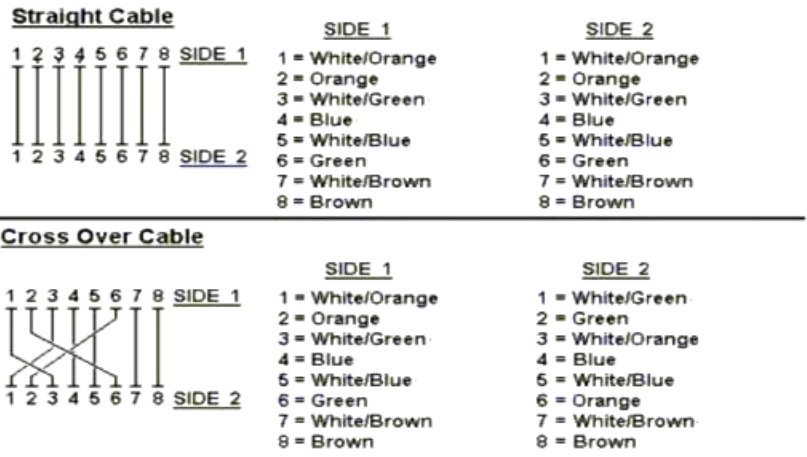 Straight Cable
1 2 3 4 5 6 7 8 SIDE 1
1 2 3 4 5 6 7 8 SIDE 2
SIDE 1
1 = White/Orange
2 = Orange
3 = White/Green
4 = Blue
5 = White/Blue
6 = Green
7 = White/Brown
8 = Brown
SIDE 2
1 = White/Orange
2 = Orange
3 = White/Green
4 = Blue
5 = White/Blue
6 = Green
7 = White/Brown
8 = Brown
Cross Over Cable
1 2 3 4 5 6 7 8 SIDE 1
1 2 3 4 5 6 7 8 SIDE 2
SIDE 1
1 = White/Orange
2 = Orange
3 = White/Green
4 = Blue
5 = White/Blue
6 = Green
7 = White/Brown
8 = Brown
SIDE 2
1 = White/Green
2 = Green
3 = White/Orange
4 = Blue
5 = White/Blue
6 = Orange
7 = White/Brown
8 = Brown